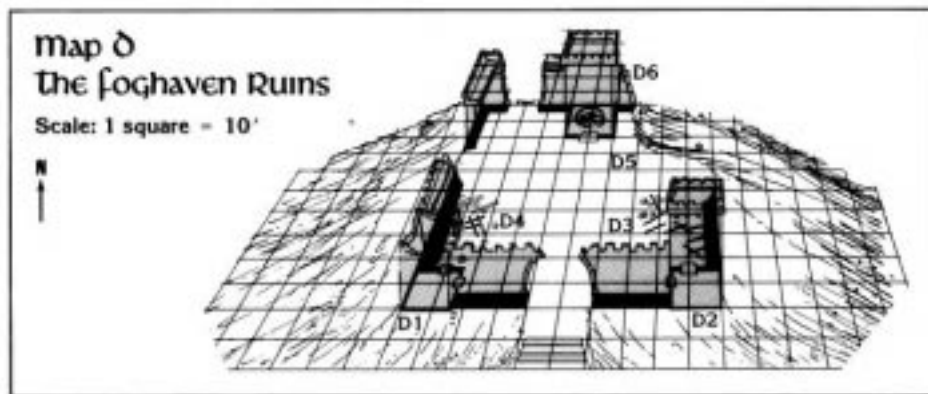 Map D
The Foghaven Ruins
Scale: 1 square = 10'
N
D6
D5
D4
D3
D1
D2